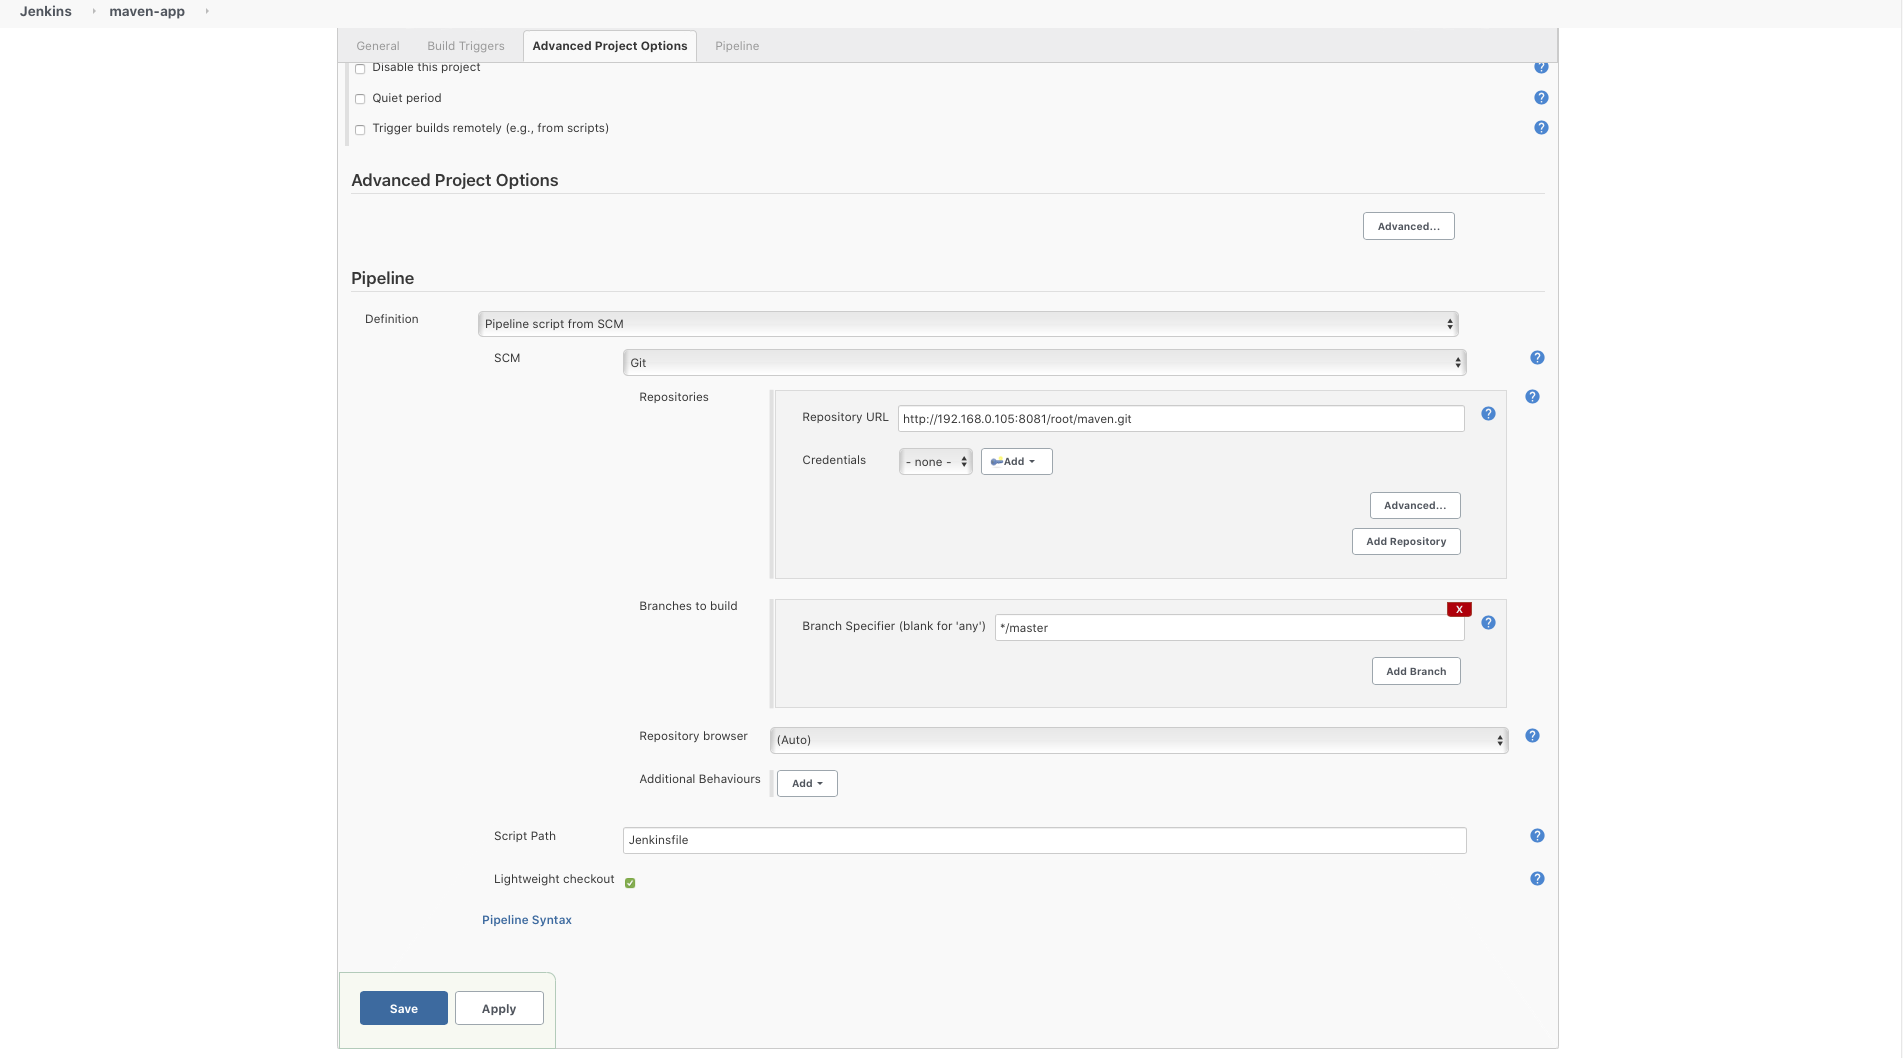 Jenkins maven-app
General Build Triggers Advanced Project Options Pipeline
Disable this project ?
Quiet period ?
Trigger builds remotely (e.g., from scripts) ?
Advanced Project Options
Advanced...
Pipeline
Definition Pipeline script from SCM
SCM Git ?
Repositories ?
Repository URL http://192.168.0.105:8081/root/maven.git ?
Credentials - none - Add
Advanced...
Add Repository
Branches to build
X
Branch Specifier (blank for 'any') */master ?
Add Branch
Repository browser (Auto) ?
Additional Behaviours Add
Script Path Jenkinsfile ?
Lightweight checkout ?
Pipeline Syntax
Save Apply